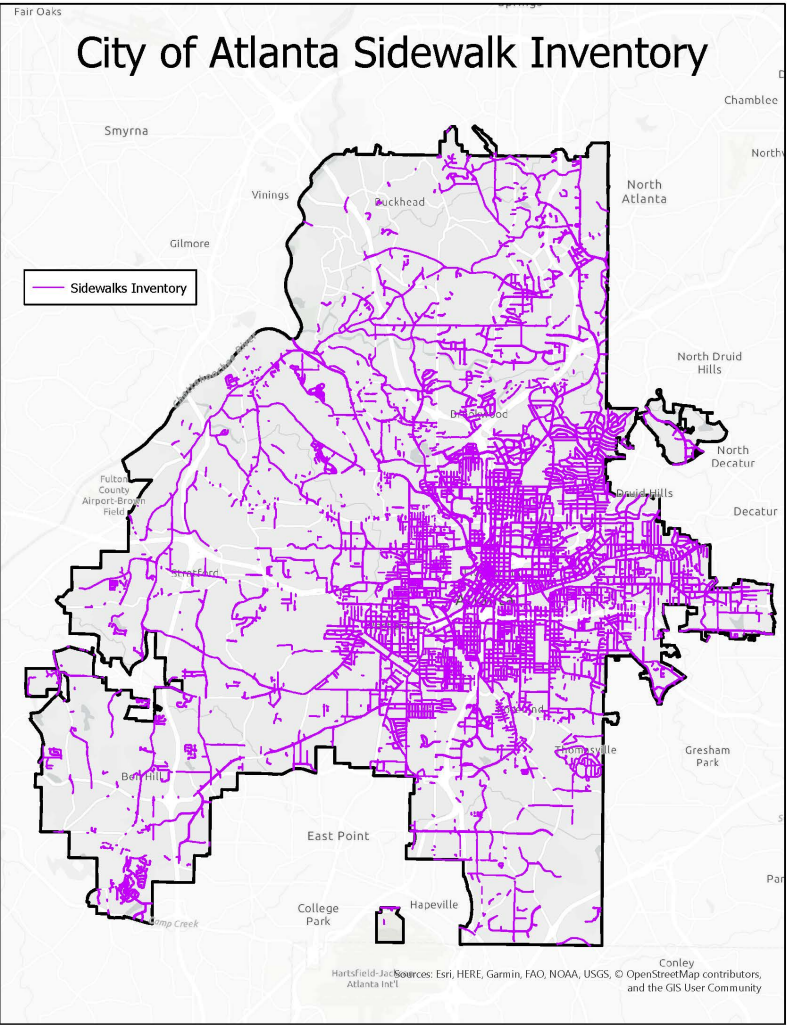 Fair Oaks
City of Atlanta Sidewalk Inventory
Chamblee
Smyrna
North
Atlanta
Vinings
Buckhead
Gilmore
Sidewalks Inventory
North Druid
Hills
Brookwood
North
Decatur
Fulton
County
Airport-Brown
Field
Druid Hills
Decatur
Stratford
Thomasville
Gresham
Park
Ben Hill
East Point
College
Park
Hapeville
Camp Creek
Conley
Hartsfield-Jackson
Atlanta Int'l
Sources: Esri, HERE, Garmin, FAO, NOAA, USGS, © OpenStreetMap contributors,
and the GIS User Community